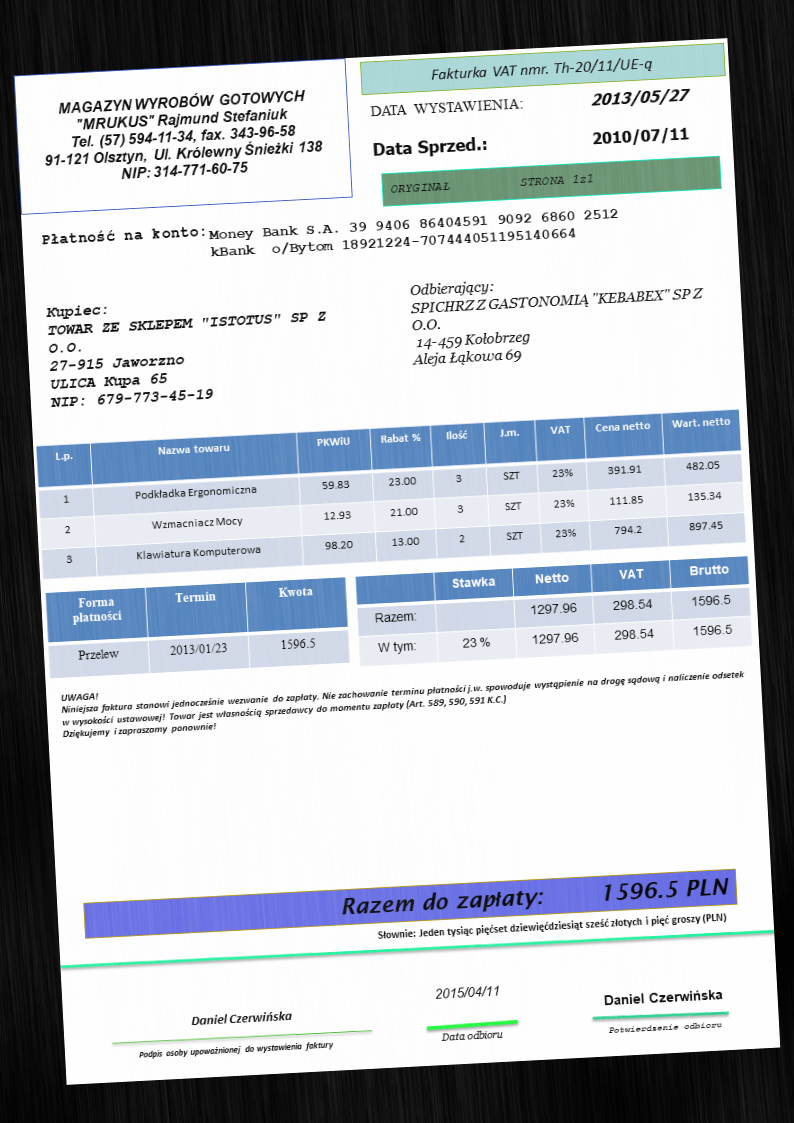 MAGAZYN WYROBÓW GOTOWYCH
"MRUKUS" Rajmund Stefaniuk
Tel. (57) 594-11-34, fax. 343-96-58
91-121 Olsztyn, Ul. Królewny Śnieżki 138
NIP: 314-771-60-75
Fakturka VAT nmr. Th-20/11/UE-ą
DATA WYSTAWIENIA: 2013/05/27
Data Sprzed.: 2010/07/11
ORYGINAŁ STRONA 1z1
Płatność na konto: Money Bank S.A. 39 9406 86404591 9092 6860 2512
kBank o/Bytom 18921224-707444051195140664
Kupiec:
TOWAR ZE SKLEPEM "ISTOTUS" SP Z
O.O.
27-915 Jaworzno
ULICA Kupa 65
NIP: 679-773-45-19
Odbierający:
SPICHRZ Z GASTONOMIĄ "KEBABEX" SP Z
O.O.
14-459 Kołobrzeg
Aleja Łąkowa 69
L.p. Nazwa towaru PKWiU Rabat % Ilość J.m. VAT Cena netto Wart. netto
1 Podkładka Ergonomiczna 59.83 23.00 3 SZT 23% 391.91 482.05
2 Wzmacniacz Mocy 12.93 21.00 3 SZT 23% 111.85 135.34
3 Klawiatura Komputerowa 98.20 13.00 2 SZT 23% 794.2 897.45
Forma płatności Termin Kwota
Przelew 2013/01/23 1596.5
Stawka Netto VAT Brutto
Razem: 1297.96 298.54 1596.5
W tym: 23 % 1297.96 298.54 1596.5
UWAGA!
Niniejsza faktura stanowi jednocześnie wezwanie do zapłaty. Nie zachowanie terminu płatności j.w. spowoduje wystąpienie na drogę sądową i naliczenie odsetek
w wysokości ustawowej! Towar jest własnością sprzedawcy do momentu zapłaty (Art. 589, 590, 591 K.C.)
Dziękujemy i zapraszamy ponownie!
Razem do zapłaty: 1596.5 PLN
Słownie: Jeden tysiąc pięćset dziewięćdziesiąt sześć złotych i pięć groszy (PLN)
Daniel Czerwińska
Podpis osoby upoważnionej do wystawienia faktury
2015/04/11
Data odbioru
Daniel Czerwińska
Potwierdzenie odbioru